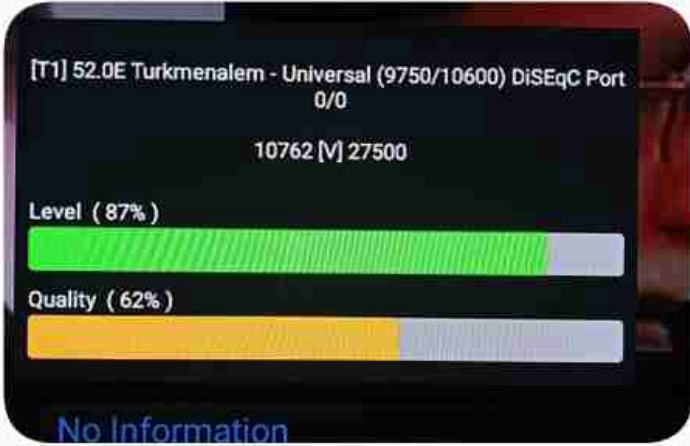 [T1] 52.0E Turkmenalem - Universal (9750/10600) DiSEqC Port
0/0
10762 [V] 27500
Level ( 87% )
Quality ( 62% )
No Information